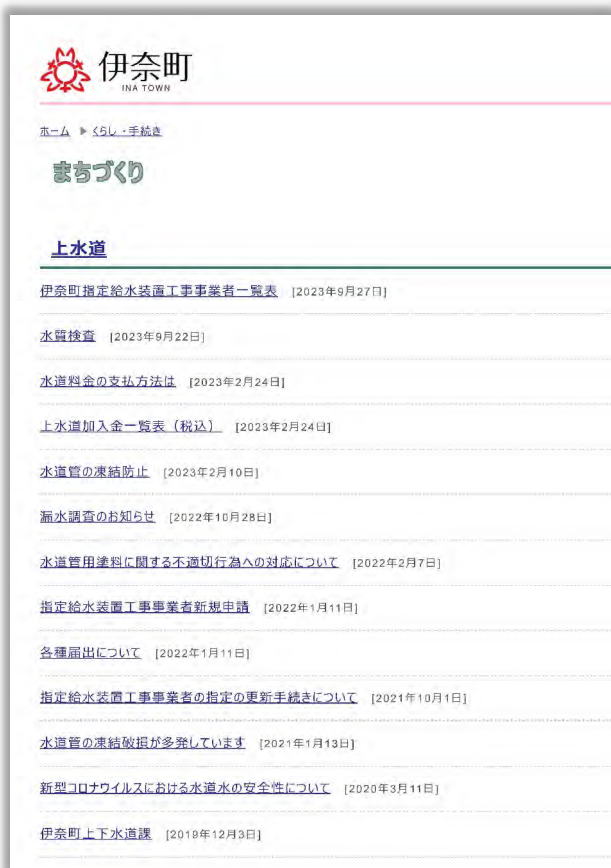 伊奈町
INA TOWN
ホーム ▶ くらし・手続き
まちづくり
上水道
伊奈町指定給水装置工事事業者一覧表 [2023年9月27日]
水質検査 [2023年9月22日]
水道料金の支払方法は [2023年2月24日]
上水道加入金一覧表（税込） [2023年2月24日]
水道管の凍結防止 [2023年2月10日]
漏水調査のお知らせ [2022年10月28日]
水道管用塗料に関する不適切行為への対応について [2022年2月7日]
指定給水装置工事事業者新規申請 [2022年1月11日]
各種届出について [2022年1月11日]
指定給水装置工事事業者の指定の更新手続きについて [2021年10月1日]
水道管の凍結破損が多発しています [2021年1月13日]
新型コロナウイルスにおける水道水の安全性について [2020年3月11日]
伊奈町上下水道課 [2019年12月3日]